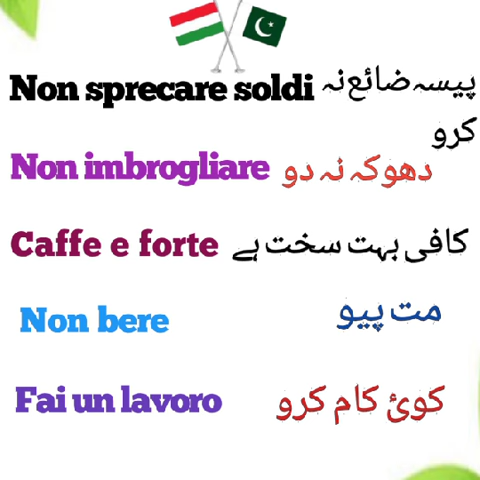 Non sprecare soldi پیسہ ضائع نہ
کرو
Non imbrogliare دھوکہ نہ دو
Caffe e forte کافی بہت سخت ہے
Non bere مت پیو
Fai un lavoro کوئ کام کرو